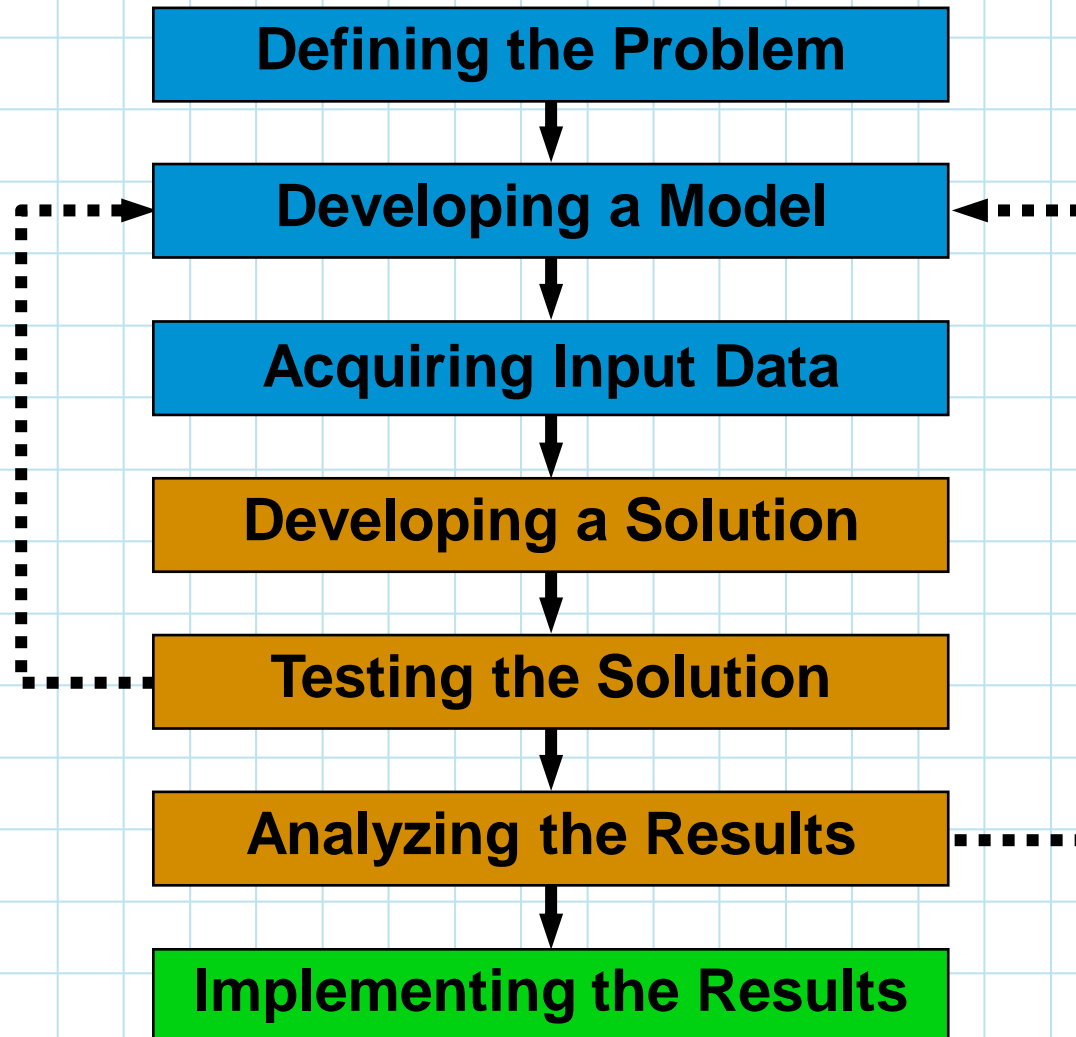 Defining the Problem
Developing a Model
Acquiring Input Data
Developing a Solution
Testing the Solution
Analyzing the Results
Implementing the Results